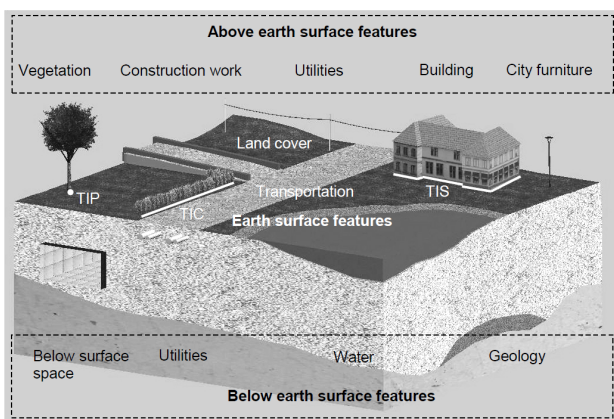 Above earth surface features
Vegetation Construction work Utilities Building City furniture
Land cover
TIP
TIC
Transportation
TIS
Earth surface features
Below surface
space
Utilities
Water
Geology
Below earth surface features